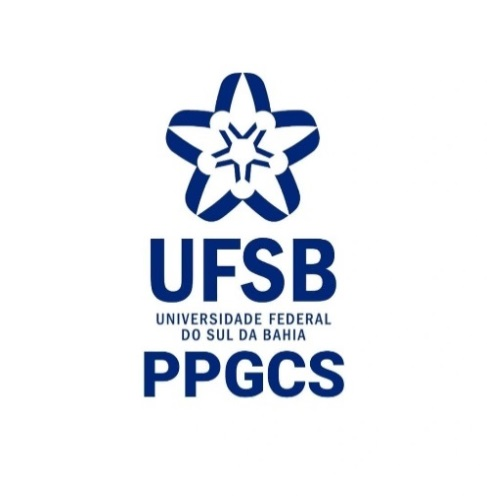 UFSB
UNIVERSIDADE FEDERAL
DO SUL DA BAHIA
PPGCS